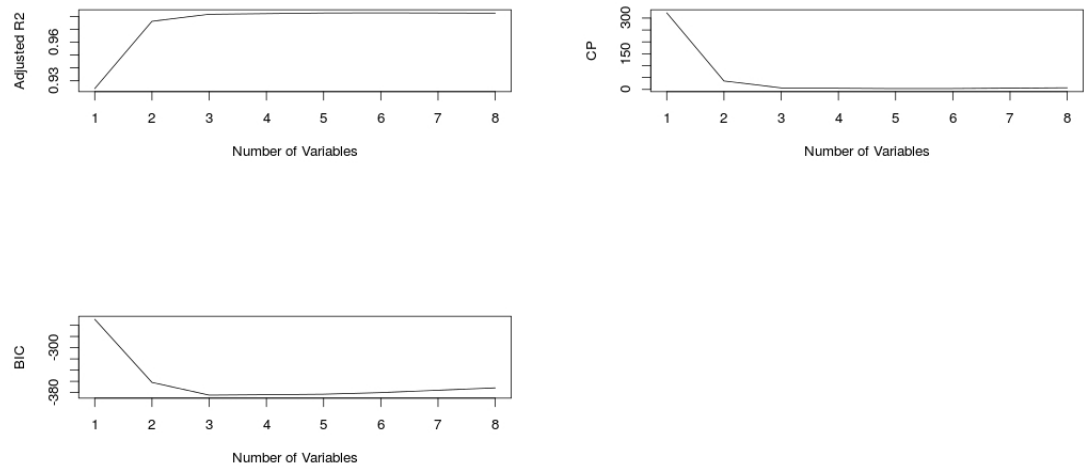 Adjusted R2
0.93 0.96
1 2 3 4 5 6 7 8
Number of Variables
CP
0 150 300
1 2 3 4 5 6 7 8
Number of Variables
BIC
-380 -300
1 2 3 4 5 6 7 8
Number of Variables